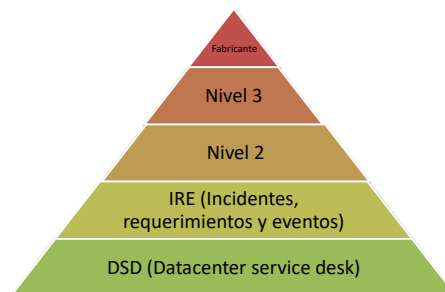 Fabricante
Nivel 3
Nivel 2
IRE (Incidentes,
requerimientos y eventos)
DSD (Datacenter service desk)